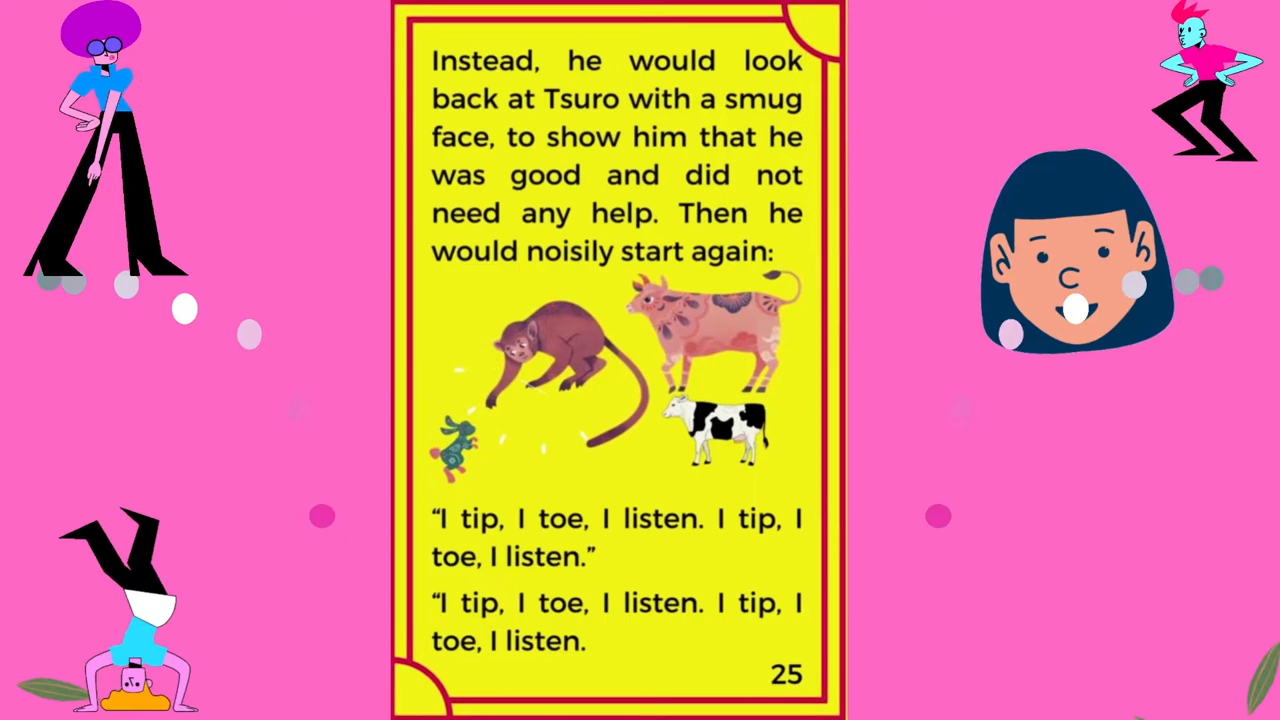 Instead, he would look
back at Tsuro with a smug
face, to show him that he
was good and did not
need any help. Then he
would noisily start again:
“I tip, I toe, I listen. I tip, I
toe, I listen.”
“I tip, I toe, I listen. I tip, I
toe, I listen.
25